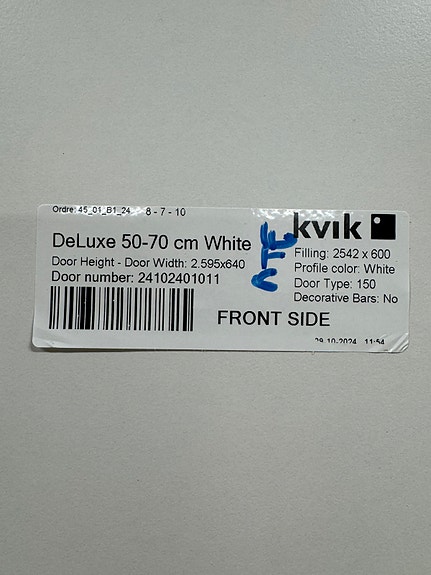 Ordre: 45_01_B1_24 8 - 7 - 10
kvik
DeLuxe 50-70 cm White
Door Height - Door Width: 2.595x640
Door number: 24102401011
Filling: 2542 x 600
Profile color: White
Door Type: 150
Decorative Bars: No
FRONT SIDE
29.10-2024 11:54